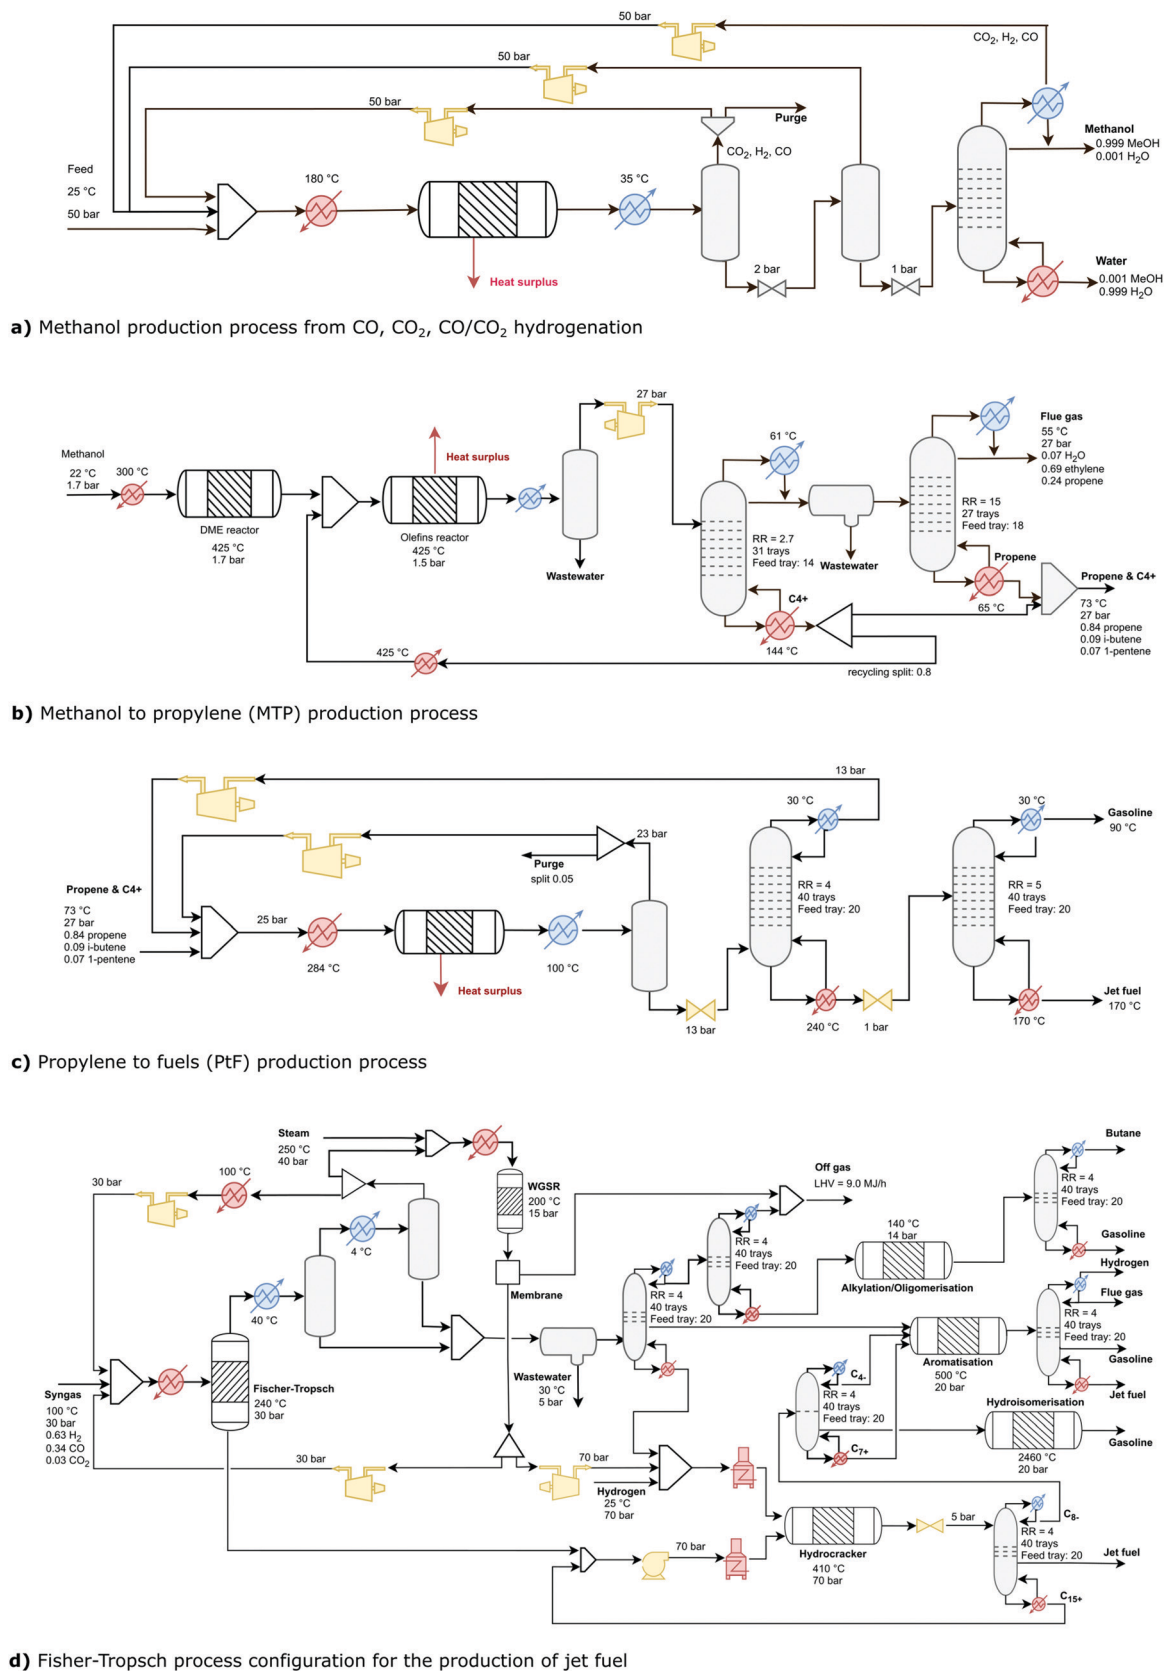 50 bar
CO2, H2, CO
50 bar
50 bar
Purge
CO2, H2, CO
Methanol
0.999 MeOH
0.001 H2O
Feed
25 °C
50 bar
180 °C
35 °C
Heat surplus
2 bar
1 bar
Water
0.001 MeOH
0.999 H2O
a) Methanol production process from CO, CO2, CO/CO2 hydrogenation
27 bar
Methanol
22 °C
1.7 bar
300 °C
DME reactor
425 °C
1.7 bar
Heat surplus
Olefins reactor
425 °C
1.5 bar
Wastewater
61 °C
RR = 2.7
31 trays
Feed tray: 14
Wastewater
C4+
144 °C
RR = 15
27 trays
Feed tray: 18
Flue gas
55 °C
27 bar
0.07 H2O
0.69 ethylene
0.24 propene
Propene
65 °C
Propene & C4+
73 °C
27 bar
0.84 propene
0.09 i-butene
0.07 1-pentene
425 °C
recycling split: 0.8
b) Methanol to propylene (MTP) production process
13 bar
23 bar
Purge
split 0.05
Propene & C4+
73 °C
27 bar
0.84 propene
0.09 i-butene
0.07 1-pentene
25 bar
284 °C
Heat surplus
100 °C
13 bar
30 °C
RR = 4
40 trays
Feed tray: 20
240 °C
1 bar
30 °C
RR = 5
40 trays
Feed tray: 20
170 °C
Gasoline
90 °C
Jet fuel
170 °C
c) Propylene to fuels (PtF) production process
Steam
250 °C
40 bar
30 bar
100 °C
4 °C
40 °C
WGSR
200 °C
15 bar
Membrane
Off gas
LHV = 9.0 MJ/h
RR = 4
40 trays
Feed tray: 20
RR = 4
40 trays
Feed tray: 20
140 °C
14 bar
Alkylation/Oligomerisation
Butane
RR = 4
40 trays
Feed tray: 20
Gasoline
Hydrogen
Flue gas
RR = 4
40 trays
Feed tray: 20
Gasoline
Jet fuel
Aromatisation
500 °C
20 bar
Syngas
100 °C
30 bar
0.63 H2
0.34 CO
0.03 CO2
Fischer-Tropsch
240 °C
30 bar
Wastewater
30 °C
5 bar
C4-
RR = 4
40 trays
Feed tray: 20
C7+
Hydroisomerisation
2460 °C
20 bar
Gasoline
30 bar
70 bar
Hydrogen
25 °C
70 bar
70 bar
Hydrocracker
410 °C
70 bar
5 bar
C8-
RR = 4
40 trays
Feed tray: 20
Jet fuel
C15+
d) Fisher-Tropsch process configuration for the production of jet fuel